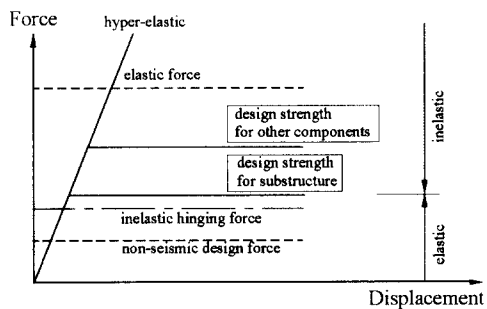 Force
hyper-elastic
elastic force
design strength
for other components
design strength
for substructure
inelastic hinging force
non-seismic design force
inelastic
elastic
Displacement